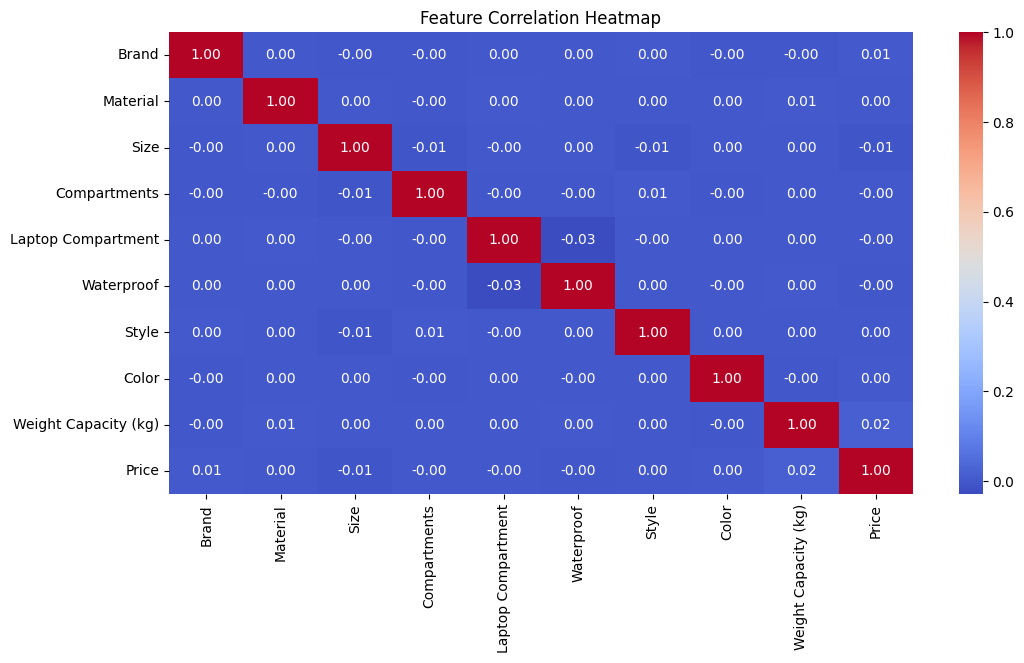 Feature Correlation Heatmap
Brand 1.00 0.00 -0.00 -0.00 0.00 0.00 0.00 -0.00 -0.00 0.01
Material 0.00 1.00 0.00 -0.00 0.00 0.00 0.00 0.00 0.01 0.00
Size -0.00 0.00 1.00 -0.01 -0.00 0.00 -0.01 0.00 0.00 -0.01
Compartments -0.00 -0.00 -0.01 1.00 -0.00 -0.00 0.01 -0.00 0.00 -0.00
Laptop Compartment 0.00 0.00 -0.00 -0.00 1.00 -0.03 -0.00 0.00 0.00 -0.00
Waterproof 0.00 0.00 0.00 -0.00 -0.03 1.00 0.00 -0.00 0.00 -0.00
Style 0.00 0.00 -0.01 0.01 -0.00 0.00 1.00 0.00 0.00 0.00
Color -0.00 0.00 0.00 -0.00 0.00 -0.00 0.00 1.00 -0.00 0.00
Weight Capacity (kg) -0.00 0.01 0.00 0.00 0.00 0.00 0.00 -0.00 1.00 0.02
Price 0.01 0.00 -0.01 -0.00 -0.00 -0.00 0.00 0.00 0.02 1.00
Brand
Material
Size
Compartments
Laptop Compartment
Waterproof
Style
Color
Weight Capacity (kg)
Price
1.0
0.8
0.6
0.4
0.2
0.0